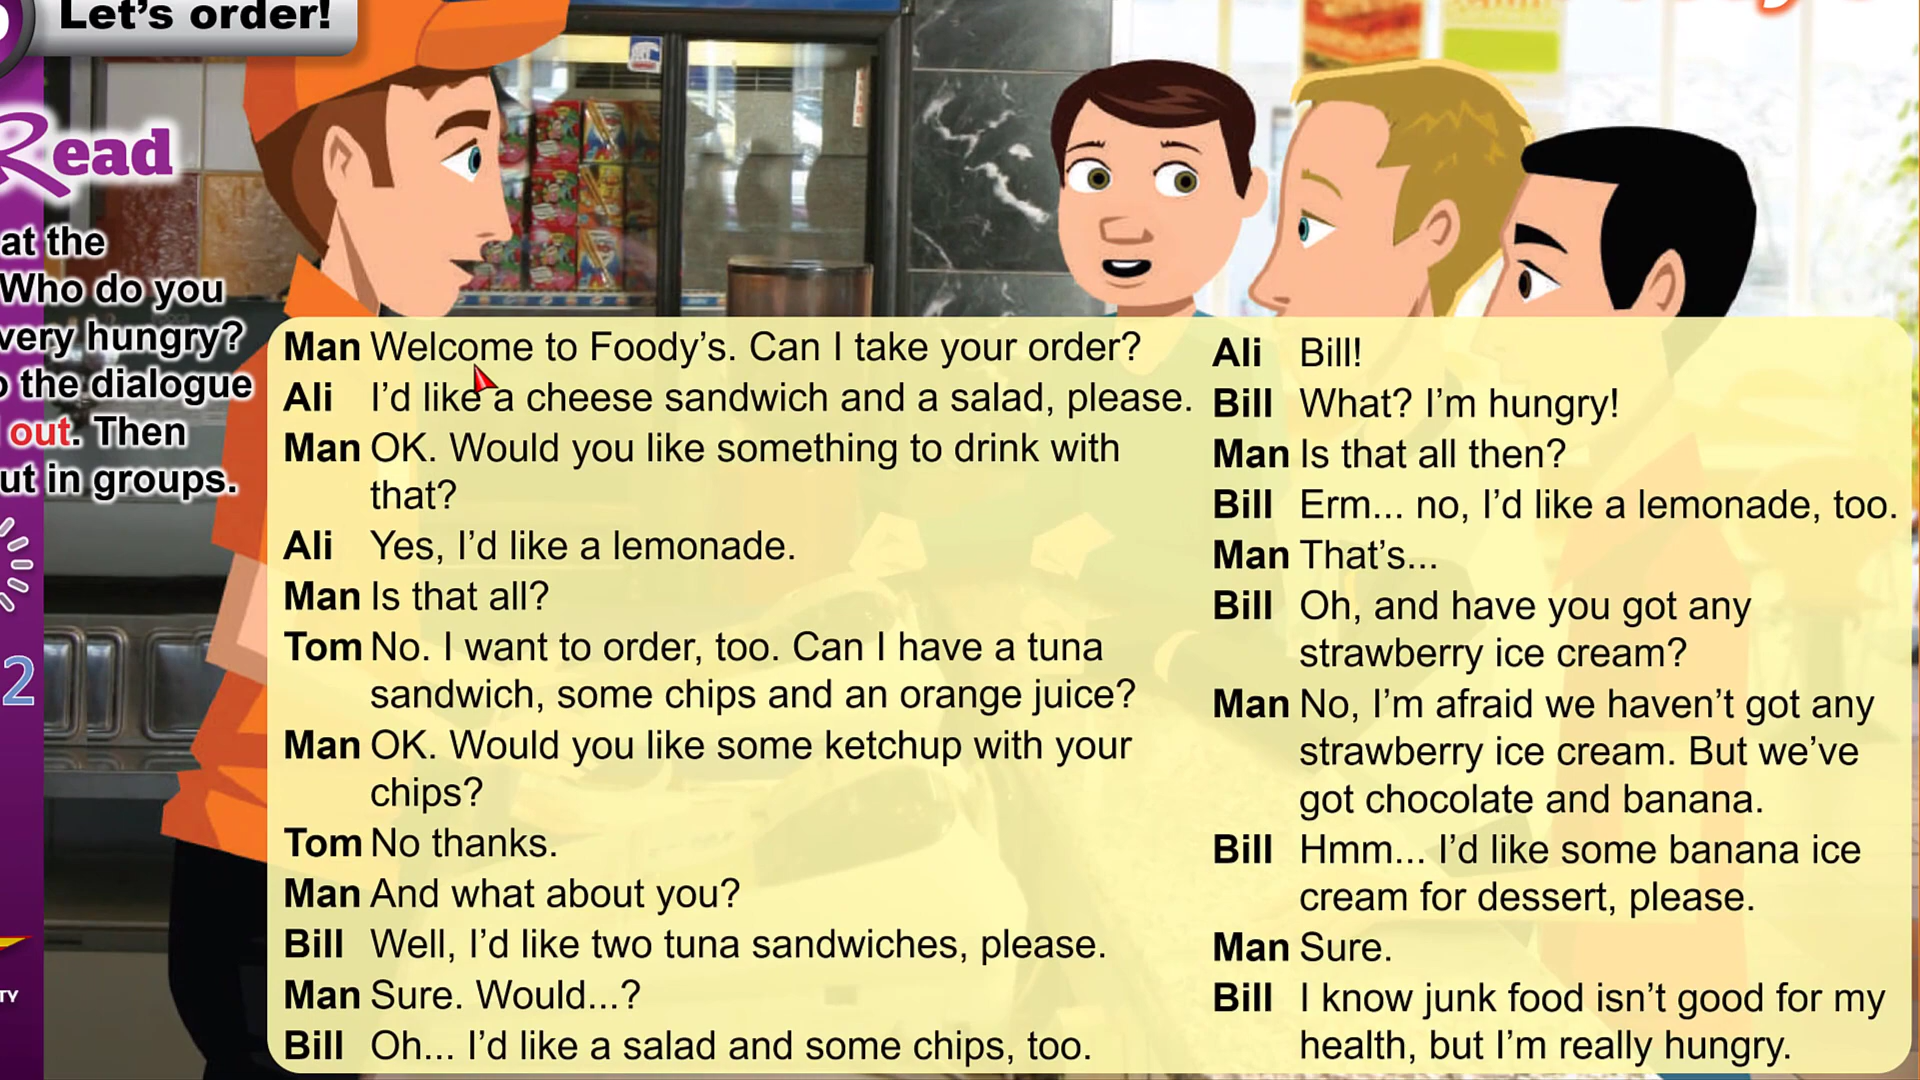 Let's order!
Read
at the
Who do you
very hungry?
the dialogue
out. Then
ut in groups.
2
TY
Man Welcome to Foody's. Can I take your order?
Ali I'd like a cheese sandwich and a salad, please.
Man OK. Would you like something to drink with
that?
Ali Yes, I'd like a lemonade.
Man Is that all?
Tom No. I want to order, too. Can I have a tuna
sandwich, some chips and an orange juice?
Man OK. Would you like some ketchup with your
chips?
Tom No thanks.
Man And what about you?
Bill Well, I'd like two tuna sandwiches, please.
Man Sure. Would...?
Bill Oh... I'd like a salad and some chips, too.
Ali Bill!
Bill What? I'm hungry!
Man Is that all then?
Bill Erm... no, I'd like a lemonade, too.
Man That's...
Bill Oh, and have you got any
strawberry ice cream?
Man No, I'm afraid we haven't got any
strawberry ice cream. But we've
got chocolate and banana.
Bill Hmm... I'd like some banana ice
cream for dessert, please.
Man Sure.
Bill I know junk food isn't good for my
health, but I'm really hungry.